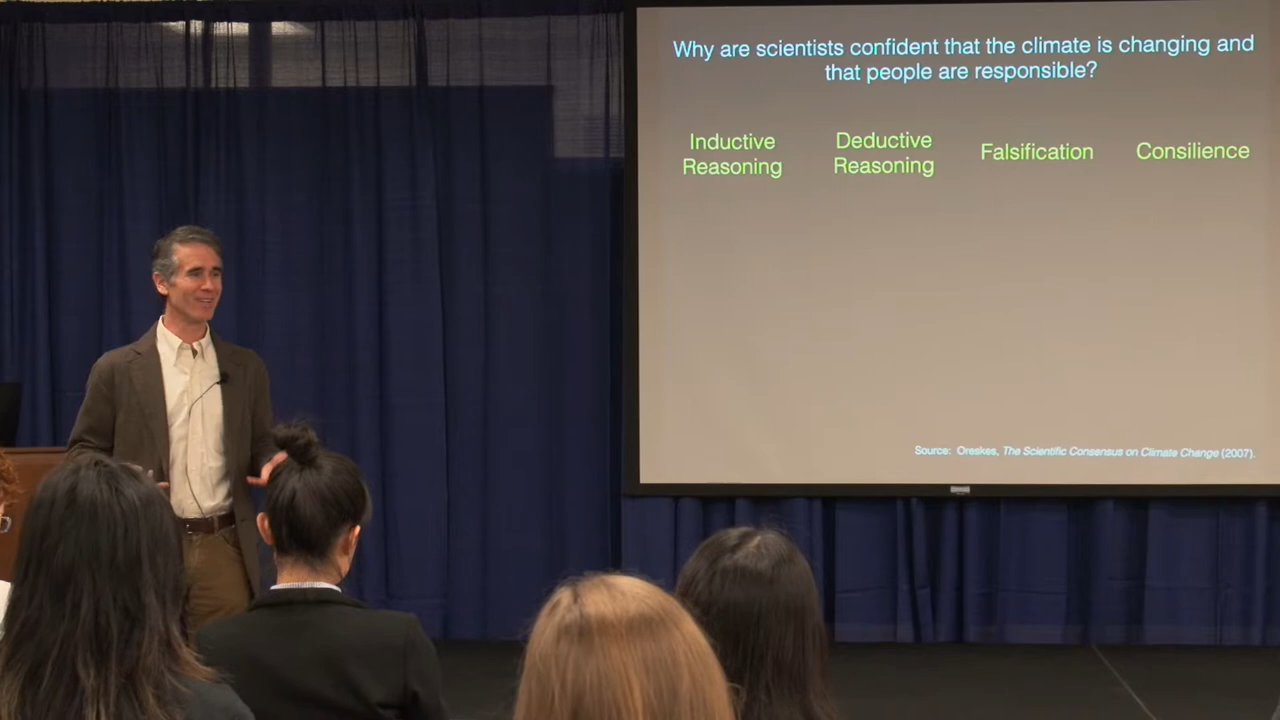 Why are scientists confident that the climate is changing and
that people are responsible?
Inductive
Reasoning
Deductive
Reasoning
Falsification
Consilience
Source: Oreskes, The Scientific Consensus on Climate Change (2007).